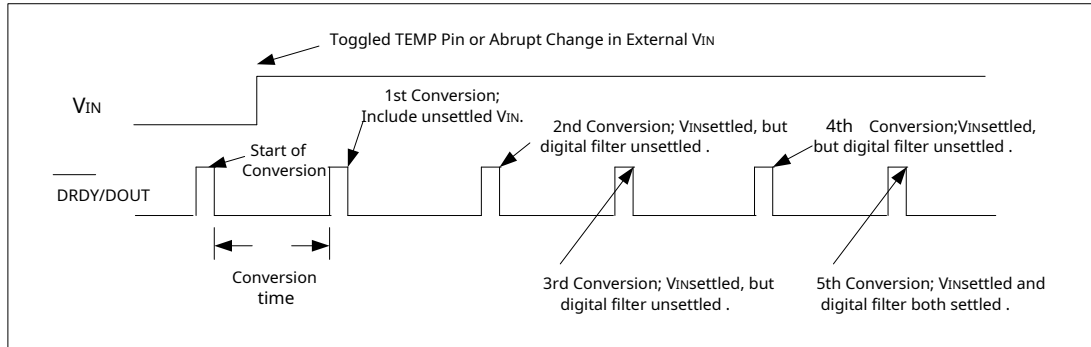 Toggled TEMP Pin or Abrupt Change in External VIN
VIN
1st Conversion;
Include unsettled VIN.
2nd Conversion; VINsettled, but
digital filter unsettled .
4th Conversion;VINsettled,
but digital filter unsettled .
Start of
Conversion
DRDY/DOUT
Conversion
time
3rd Conversion; VINsettled, but
digital filter unsettled .
5th Conversion; VINsettled and
digital filter both settled .